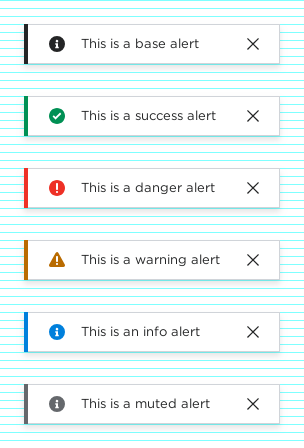 This is a base alert
This is a success alert
This is a danger alert
This is a warning alert
This is an info alert
This is a muted alert